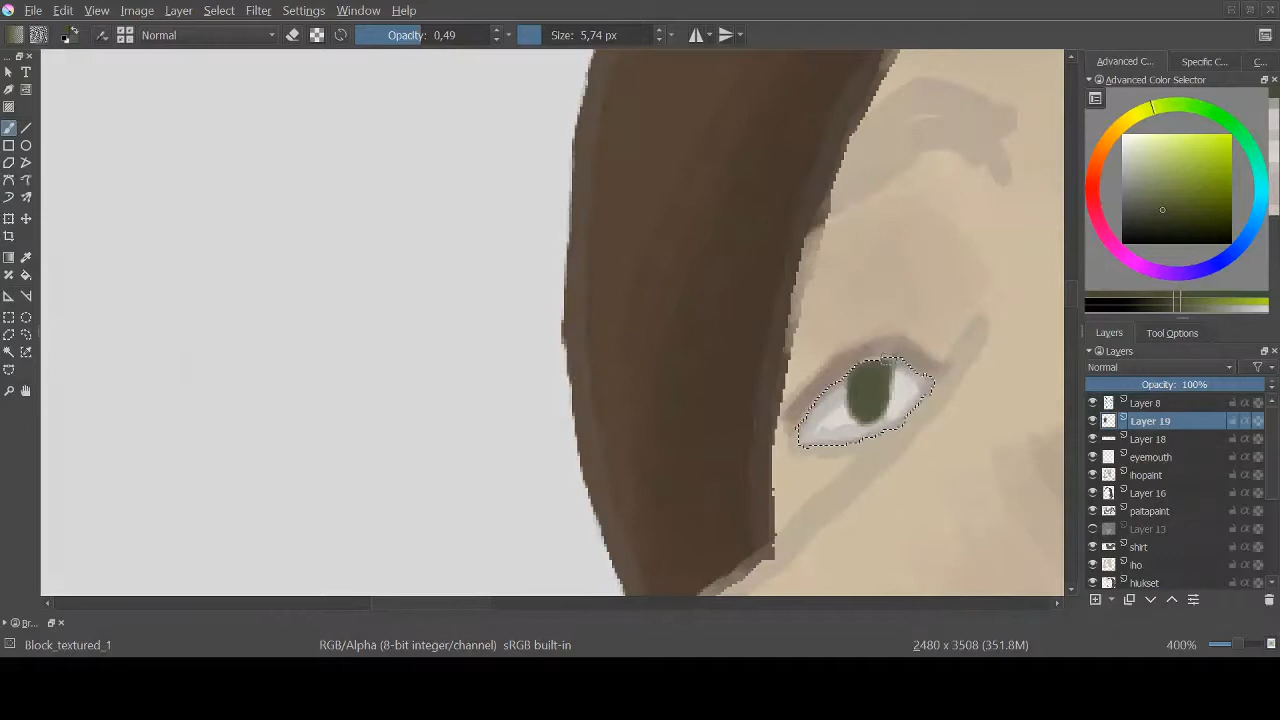 File Edit View Image Layer Select Filter Settings Window Help
Normal Opacity: 0,49 Size: 5,74 px
Advanced C... Specific C... C...
Advanced Color Selector
Layers Tool Options
Layers
Normal
Opacity: 100%
Layer 8
Layer 19
Layer 18
eyemouth
ihopaint
Layer 16
paitapaint
Layer 13
shirt
iho
hiukset
Br...
Block_textured_1 RGB/Alpha (8-bit integer/channel) sRGB built-in 2480 x 3508 (351.8M) 400%